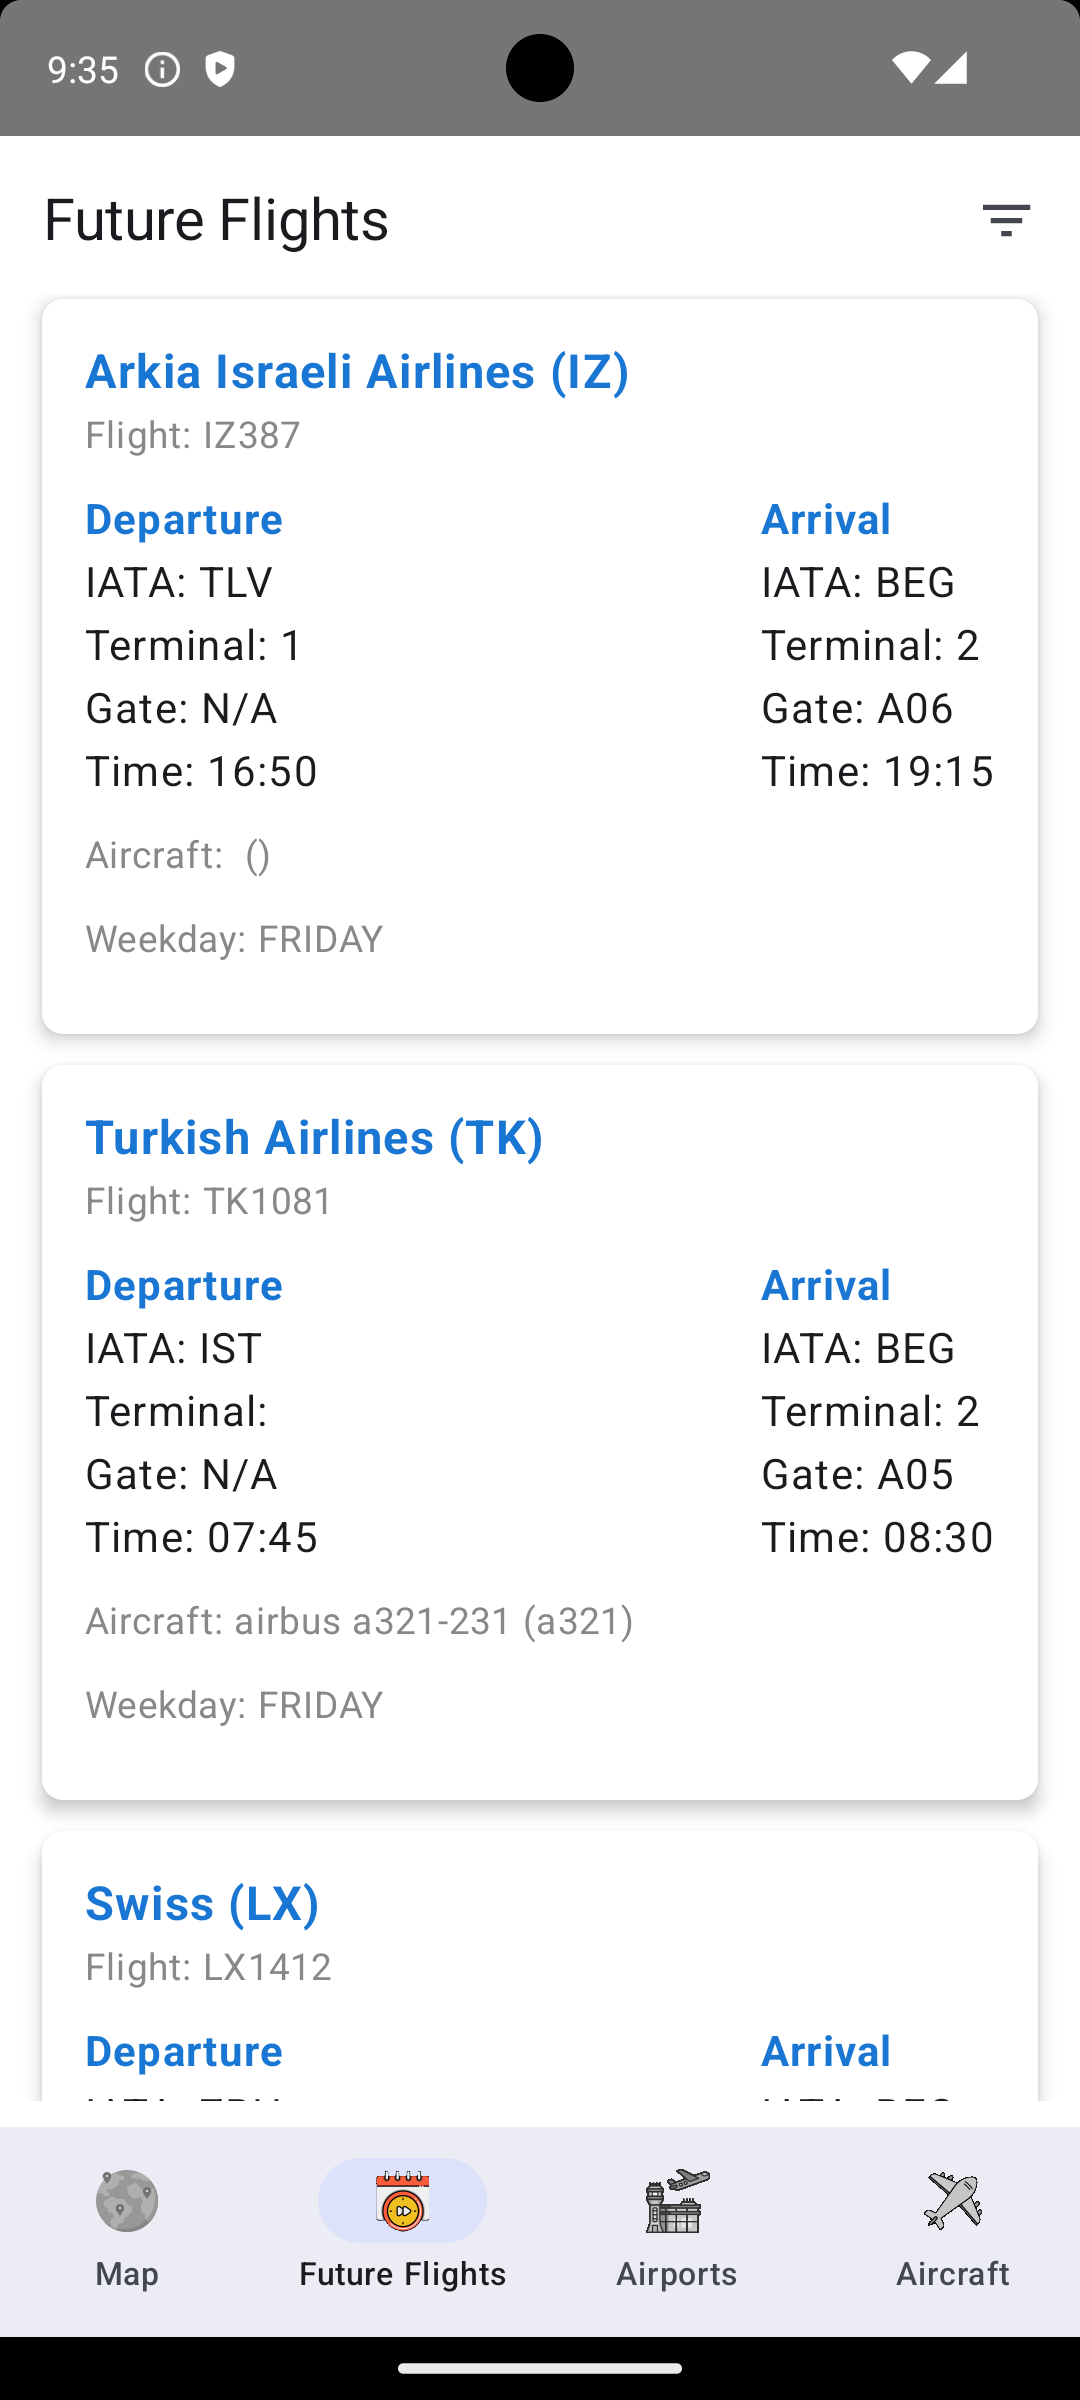 9:35
Future Flights
Arkia Israeli Airlines (IZ)
Flight: IZ387
Departure
IATA: TLV
Terminal: 1
Gate: N/A
Time: 16:50
Arrival
IATA: BEG
Terminal: 2
Gate: A06
Time: 19:15
Aircraft:  ()
Weekday: FRIDAY
Turkish Airlines (TK)
Flight: TK1081
Departure
IATA: IST
Terminal:
Gate: N/A
Time: 07:45
Arrival
IATA: BEG
Terminal: 2
Gate: A05
Time: 08:30
Aircraft: airbus a321-231 (a321)
Weekday: FRIDAY
Swiss (LX)
Flight: LX1412
Departure
Arrival
Map
Future Flights
Airports
Aircraft